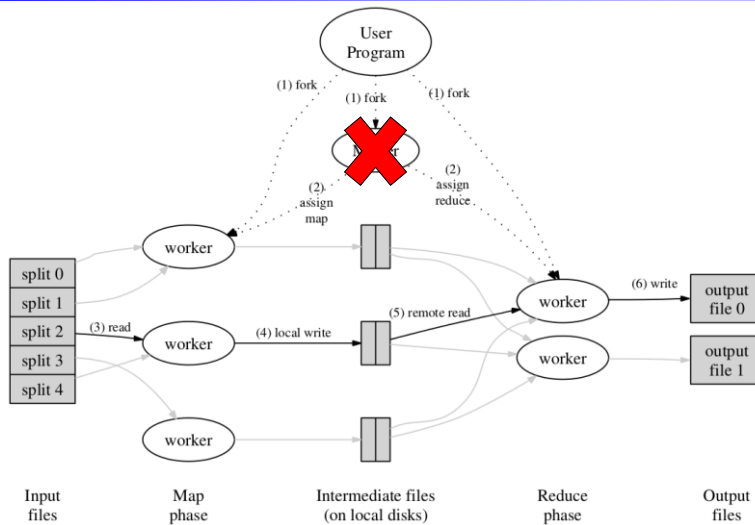 User
Program
(1) fork
(1) fork
(1) fork
(2)
assign
map
(2)
assign
reduce
worker
split 0
split 1
split 2
split 3
split 4
(3) read
worker
(4) local write
(5) remote read
worker
(6) write
output
file 0
worker
output
file 1
worker
Input
files
Map
phase
Intermediate files
(on local disks)
Reduce
phase
Output
files